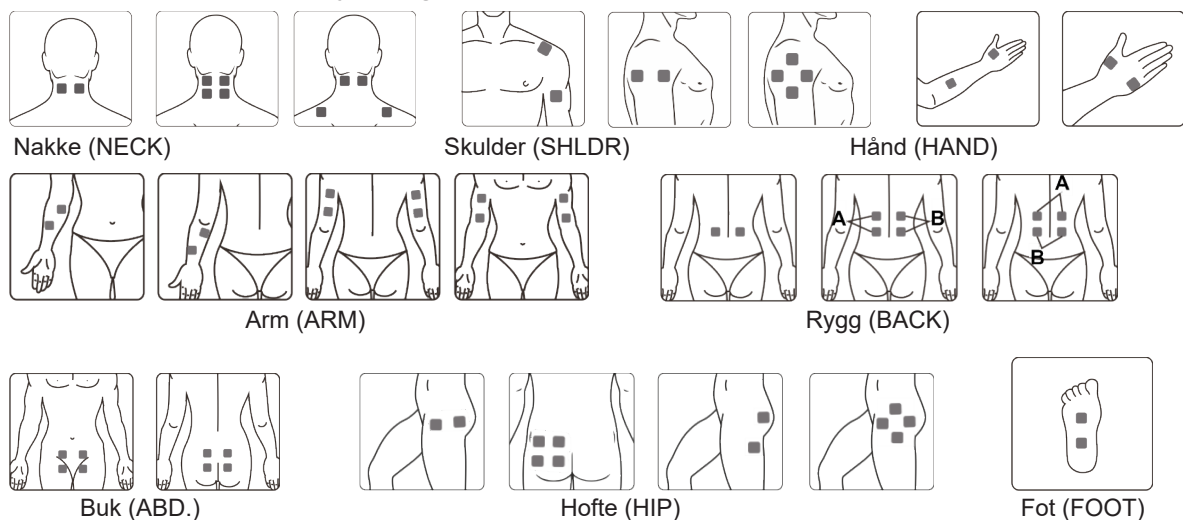 Nakke (NECK)
Skulder (SHLDR)
Hånd (HAND)
A
B
A
B
Arm (ARM)
Rygg (BACK)
Buk (ABD.)
Hofte (HIP)
Fot (FOOT)